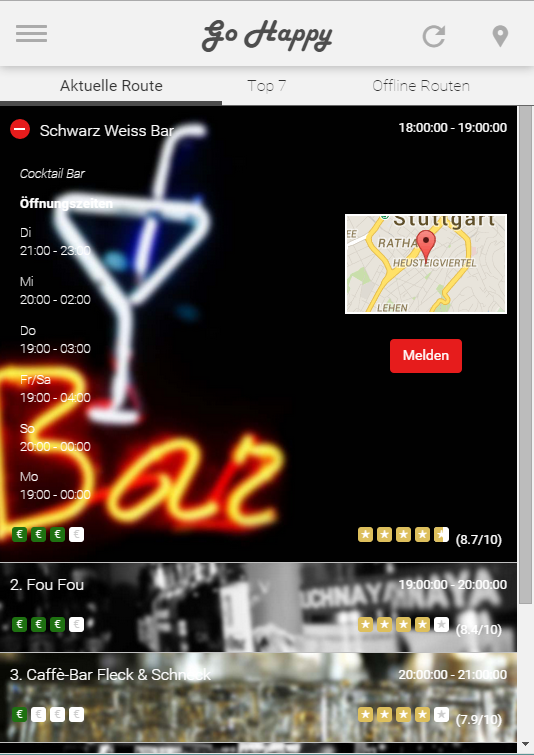 Go Happy
Aktuelle Route Top 7 Offline Routen
Schwarz Weiss Bar 18:00:00 - 19:00:00
Cocktail Bar
Öffnungszeiten
Di
21:00 - 23:00
Mi
20:00 - 02:00
Do
19:00 - 03:00
Fr/Sa
19:00 - 04:00
So
20:00 - 00:00
Mo
19:00 - 00:00
Stuttgart
EE
RATHA
HEUSTEIGVIERTEL
LEHEN
Melden
Bar
€ € € € (8.7/10)
2. Fou Fou 19:00:00 - 20:00:00
€ € € € (8.4/10)
3. Caffè-Bar Fleck & Schneck 20:00:00 - 21:00:00
€ € € € (7.9/10)